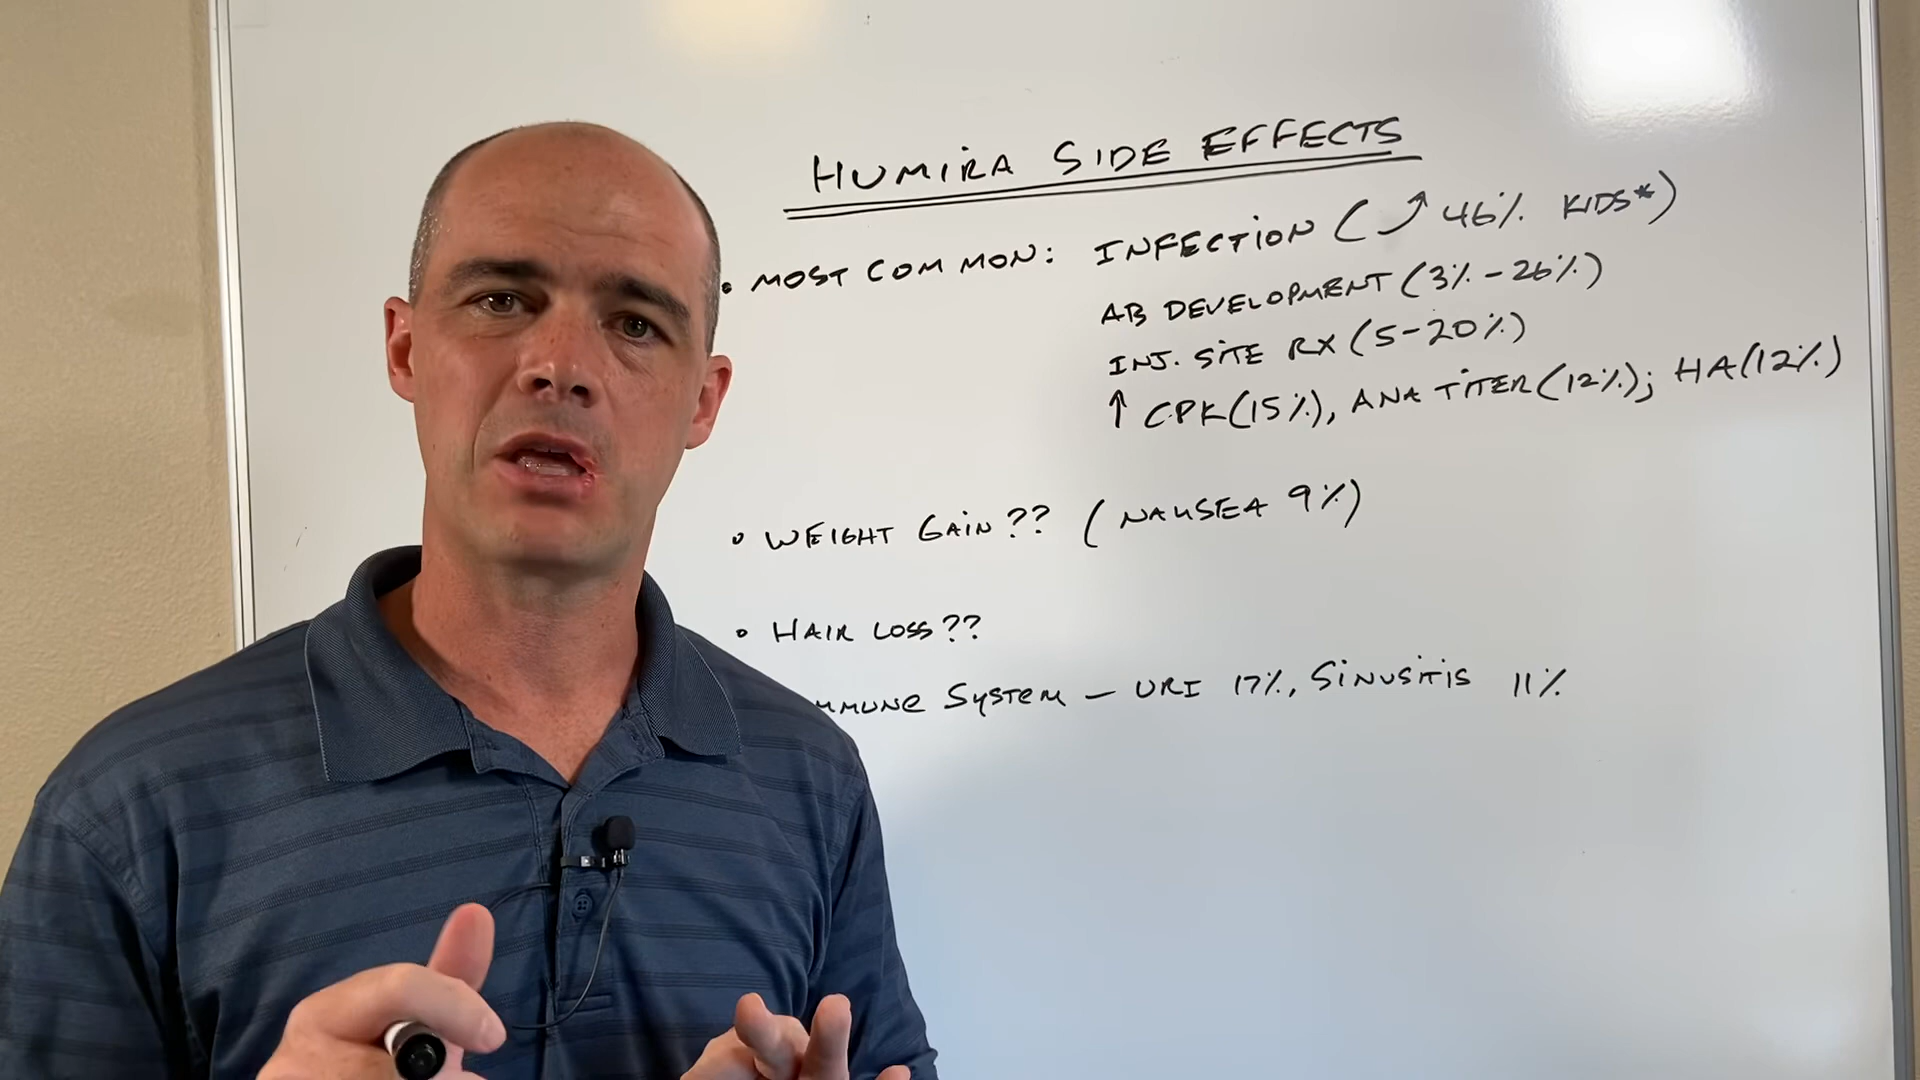 HUMIRA SIDE EFFECTS
• MOST COMMON: INFECTION (⤴ 46% KIDS*)
AB DEVELOPMENT (3% - 26%)
INJ. SITE RX (5-20%)
↑ CPK (15%), ANA TITER (12%); HA (12%)
• WEIGHT GAIN?? (NAUSEA 9%)
• HAIR LOSS??
MMUNE SYSTEM – URI 17%, SINUSITIS 11%